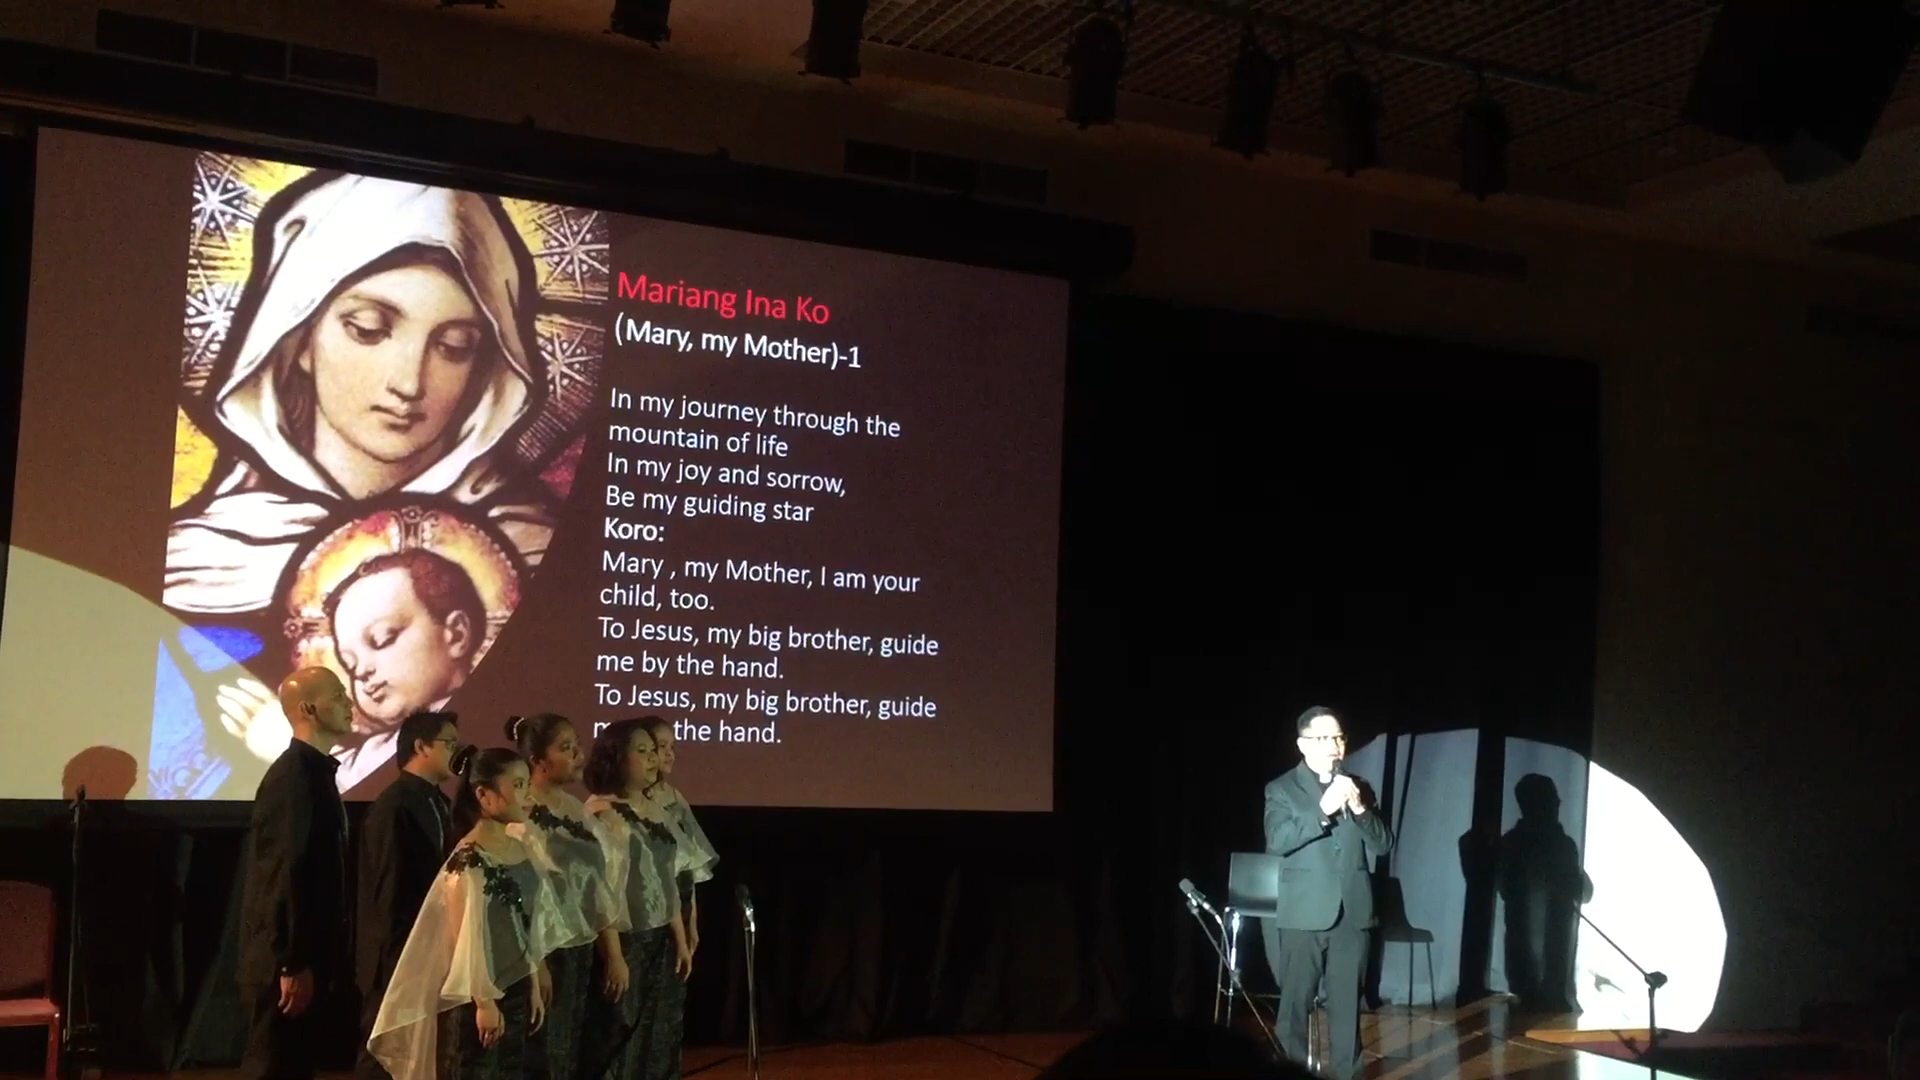 Mariang Ina Ko
(Mary, my Mother)-1
In my journey through the
mountain of life
In my joy and sorrow,
Be my guiding star
Koro:
Mary , my Mother, I am your
child, too.
To Jesus, my big brother, guide
me by the hand.
To Jesus, my big brother, guide
the hand.